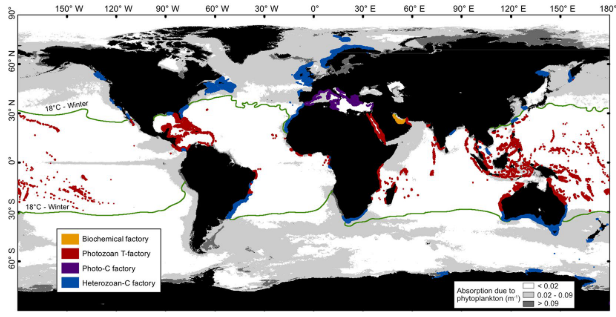 90° 150° W 120° W 90° W 60° W 30° W 0° 30° E 60° E 90° E 120° E 150° E 180°
60° N
30° N
0°
30° S
60° S
18°C - Winter
18°C - Winter
Biochemical factory
Photozoan T-factory
Photo-C factory
Heterozoan-C factory
Absorption due to
phytoplankton (m⁻¹)
< 0.02
0.02 - 0.09
> 0.09